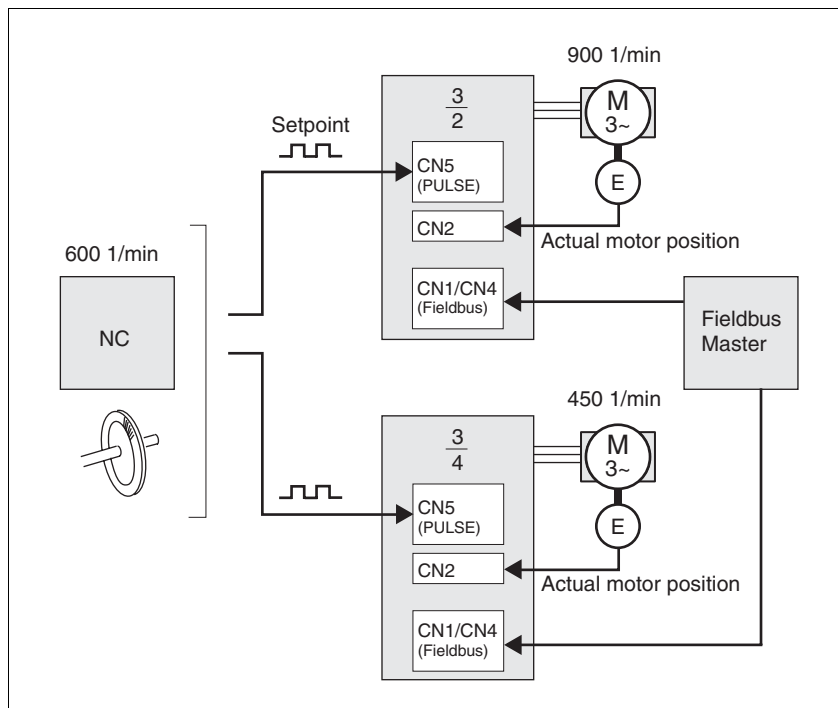 900 1/min
3
2
M
3~
Setpoint
CN5
(PULSE)
E
CN2
Actual motor position
600 1/min
NC
CN1/CN4
(Fieldbus)
Fieldbus
Master
450 1/min
3
4
M
3~
CN5
(PULSE)
E
CN2
Actual motor position
CN1/CN4
(Fieldbus)